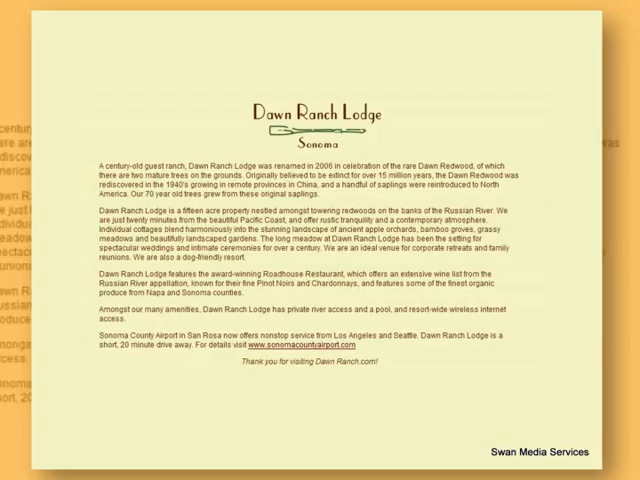 Dawn Ranch Lodge
Sonoma
A century-old guest ranch, Dawn Ranch Lodge was renamed in 2006 in celebration of the rare Dawn Redwood, of which
there are two mature trees on the grounds. Originally believed to be extinct for over 15 million years, the Dawn Redwood was
rediscovered in the 1940's growing in remote provinces in China, and a handful of saplings were reintroduced to North
America. Our 70 year old trees grew from these original saplings.
Dawn Ranch Lodge is a fifteen acre property nestled amongst towering redwoods on the banks of the Russian River. We
are just twenty minutes from the beautiful Pacific Coast, and offer rustic tranquility and a contemporary atmosphere.
Individual cottages blend harmoniously into the stunning landscape of ancient apple orchards, bamboo groves, grassy
meadows and beautifully landscaped gardens. The long meadow at Dawn Ranch Lodge has been the setting for
spectacular weddings and intimate ceremonies for over a century. We are an ideal venue for corporate retreats and family
reunions. We are also a dog-friendly resort.
Dawn Ranch Lodge features the award-winning Roadhouse Restaurant, which offers an extensive wine list from the
Russian River appellation, known for their fine Pinot Noirs and Chardonnays, and features some of the finest organic
produce from Napa and Sonoma counties.
Amongst our many amenities, Dawn Ranch Lodge has private river access and a pool, and resort-wide wireless internet
access.
Sonoma County Airport in San Rosa now offers nonstop service from Los Angeles and Seattle. Dawn Ranch Lodge is a
short, 20 minute drive away. For details visit www.sonomacountyairport.com
Thank you for visiting Dawn Ranch.com!
Swan Media Services